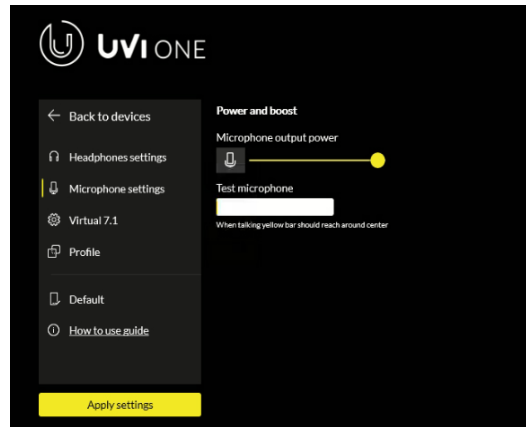 UVI ONE
Back to devices
Headphones settings
Microphone settings
Virtual 7.1
Profile
Default
How to use guide
Apply settings
Power and boost
Microphone output power
Test microphone
When talking yellow bar should reach around center